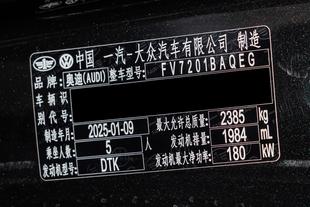 中国 一汽-大众汽车有限公司 制造
品牌 奥迪(AUDI) 整车型号: FV7201BAQEG
车辆识
制造年月 2025-01-09 最大允许总质量 2385 kg
乘坐人数 5 人 发动机排量 1984 mL
发动机型号 DTK 发动机最大净功率 180 kW